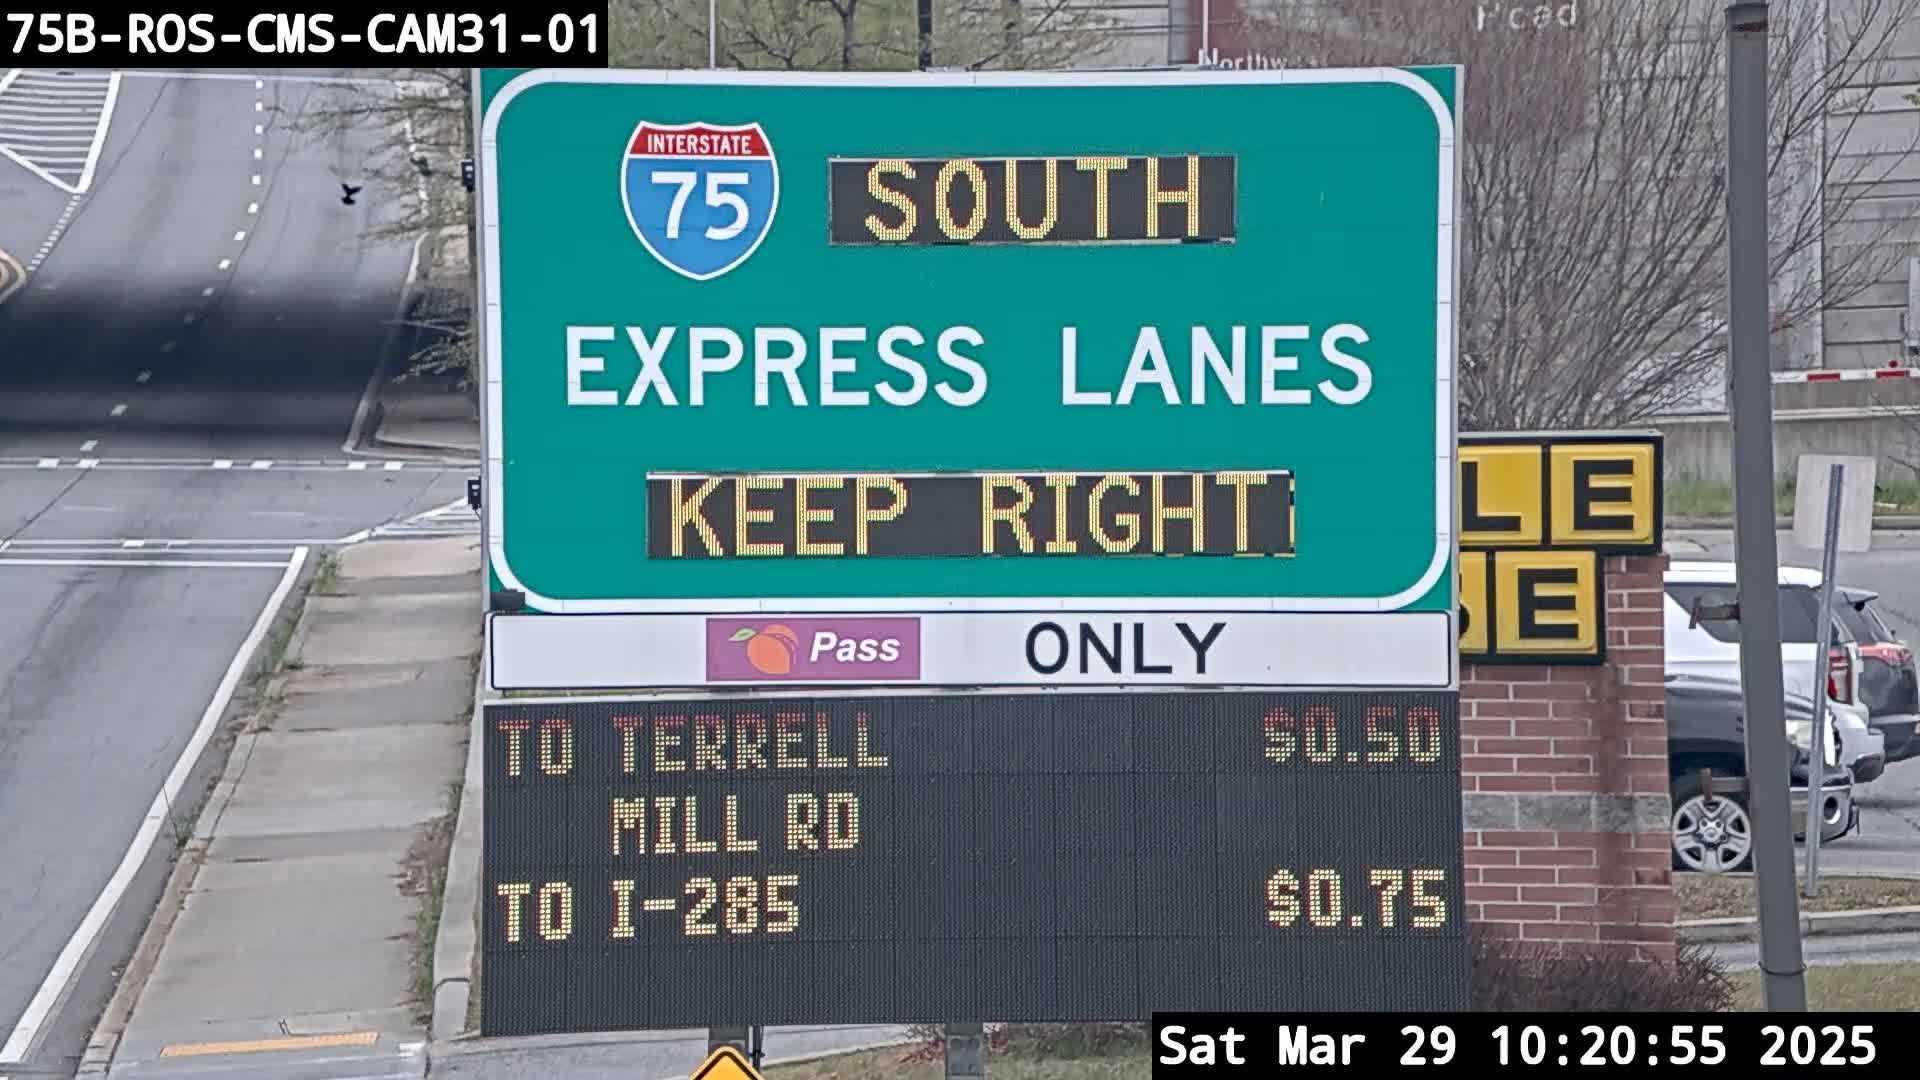 75B-ROS-CMS-CAM31-01
INTERSTATE
75
SOUTH
EXPRESS LANES
KEEP RIGHT
Pass ONLY
TO TERRELL $0.50
MILL RD
TO I-285 $0.75
LE
E
Sat Mar 29 10:20:55 2025